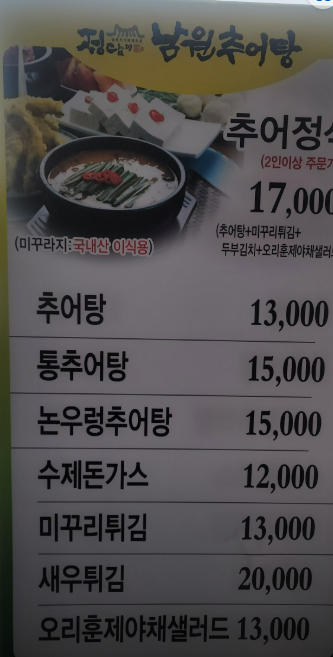 정담 남원추어탕
추어정식
(2인이상 주문가
17,000
(추어탕+미꾸리튀김+
두부김치+오리훈제야채샐러드
(미꾸라지:국내산 이식용)
추어탕 13,000
통추어탕 15,000
논우렁추어탕 15,000
수제돈가스 12,000
미꾸리튀김 13,000
새우튀김 20,000
오리훈제야채샐러드 13,000